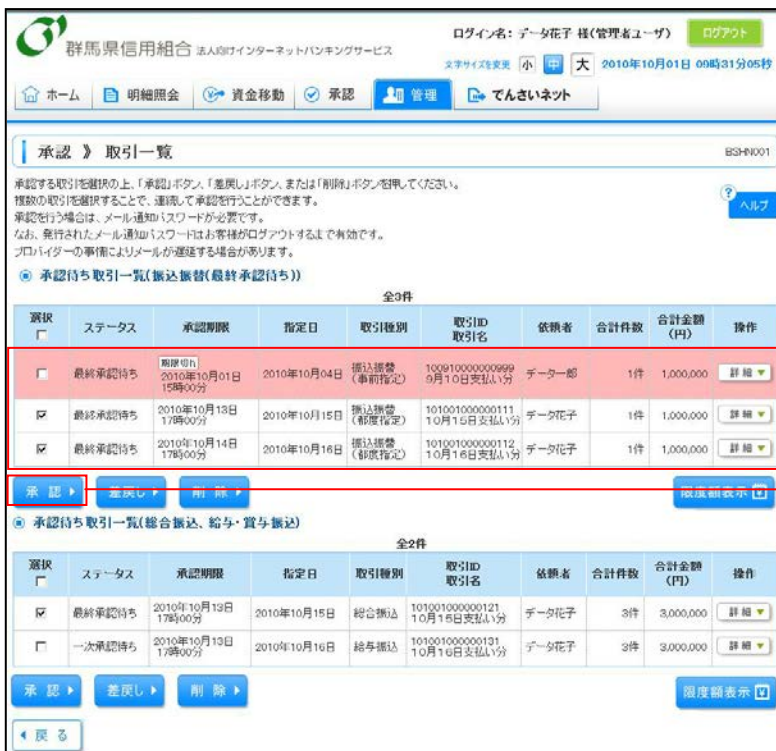 群馬県信用組合 法人向けインターネットバンキングサービス
ログイン名: データ花子 様(管理者ユーザ) ログアウト
文字サイズを変更 小 中 大 2010年10月01日 09時31分05秒
ホーム 明細照会 資金移動 承認 管理 でんさいネット
承認 》 取引一覧 BSHN001
承認する取引を選択の上、「承認」ボタン、「差戻し」ボタン、または「削除」ボタンを押してください。
複数の取引を選択することで、連続して承認を行うことができます。
承認を行う場合は、メール通知パスワードが必要です。
なお、発行されたメール通知パスワードはお客様がログアウトするまで有効です。
プロバイダーの事情によりメールが遅延する場合があります。
? ヘルプ
承認待ち取引一覧(振込振替(最終承認待ち))
全3件
選択 ステータス 承認期限 指定日 取引種別 取引ID 取引名 依頼者 合計件数 合計金額(円) 操作
最終承認待ち 期限切れ 2010年10月01日 15時00分 2010年10月04日 振込振替(事前指定) 100910000000999 9月10日支払い分 データ一郎 1件 1,000,000 詳細
最終承認待ち 2010年10月13日 17時00分 2010年10月15日 振込振替(都度指定) 101001000000111 10月15日支払い分 データ花子 1件 1,000,000 詳細
最終承認待ち 2010年10月14日 17時00分 2010年10月16日 振込振替(都度指定) 101001000000112 10月16日支払い分 データ花子 1件 1,000,000 詳細
承認 差戻し 削除 限度額表示
承認待ち取引一覧(総合振込、給与・賞与振込)
全2件
選択 ステータス 承認期限 指定日 取引種別 取引ID 取引名 依頼者 合計件数 合計金額(円) 操作
最終承認待ち 2010年10月13日 17時00分 2010年10月15日 総合振込 101001000000121 10月15日支払い分 データ花子 3件 3,000,000 詳細
一次承認待ち 2010年10月13日 17時00分 2010年10月16日 給与振込 101001000000131 10月16日支払い分 データ花子 3件 3,000,000 詳細
承認 差戻し 削除 限度額表示
戻る